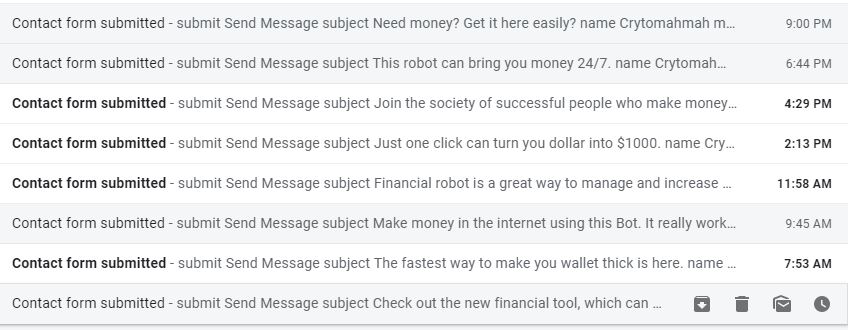 Contact form submitted - submit Send Message subject Need money? Get it here easily? name Crytomahmah m... 9:00 PM
Contact form submitted - submit Send Message subject This robot can bring you money 24/7. name Crytomah... 6:44 PM
Contact form submitted - submit Send Message subject Join the society of successful people who make money... 4:29 PM
Contact form submitted - submit Send Message subject Just one click can turn you dollar into $1000. name Cry... 2:13 PM
Contact form submitted - submit Send Message subject Financial robot is a great way to manage and increase ... 11:58 AM
Contact form submitted - submit Send Message subject Make money in the internet using this Bot. It really work... 9:45 AM
Contact form submitted - submit Send Message subject The fastest way to make you wallet thick is here. name ... 7:53 AM
Contact form submitted - submit Send Message subject Check out the new financial tool, which can ...